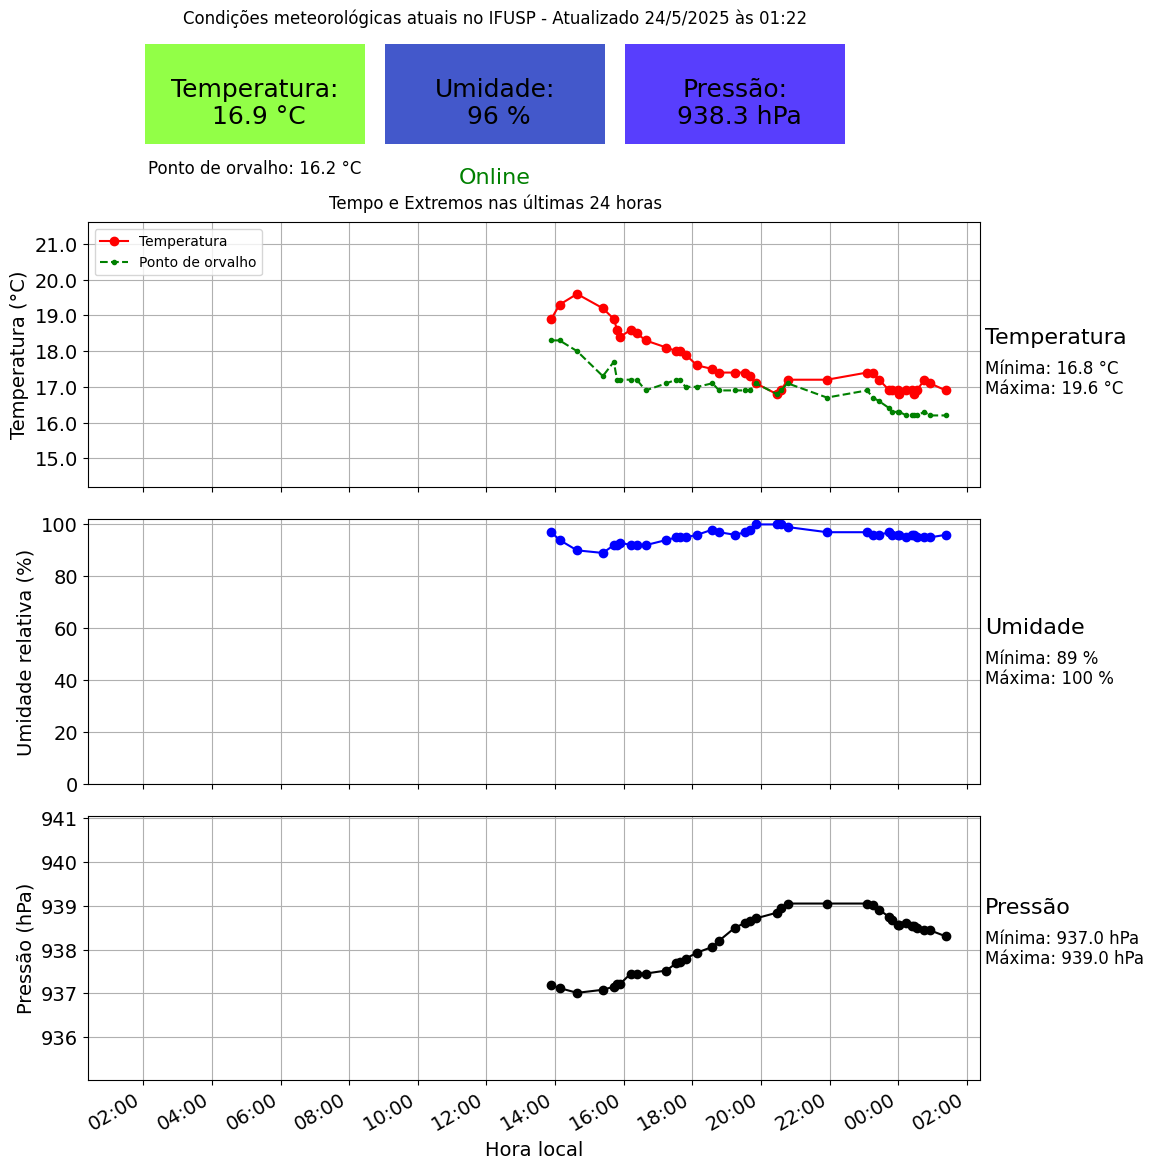 Condições meteorológicas atuais no IFUSP - Atualizado 24/5/2025 às 01:22
Temperatura:
16.9 °C
Umidade:
96 %
Pressão:
938.3 hPa
Ponto de orvalho: 16.2 °C
Online
Tempo e Extremos nas últimas 24 horas
Temperatura (°C)
21.0
20.0
19.0
18.0
17.0
16.0
15.0
Temperatura
Ponto de orvalho
Temperatura
Mínima: 16.8 °C
Máxima: 19.6 °C
Umidade relativa (%)
100
80
60
40
20
0
Umidade
Mínima: 89 %
Máxima: 100 %
Pressão (hPa)
941
940
939
938
937
936
Pressão
Mínima: 937.0 hPa
Máxima: 939.0 hPa
02:00
04:00
06:00
08:00
10:00
12:00
14:00
16:00
18:00
20:00
22:00
00:00
02:00
Hora local